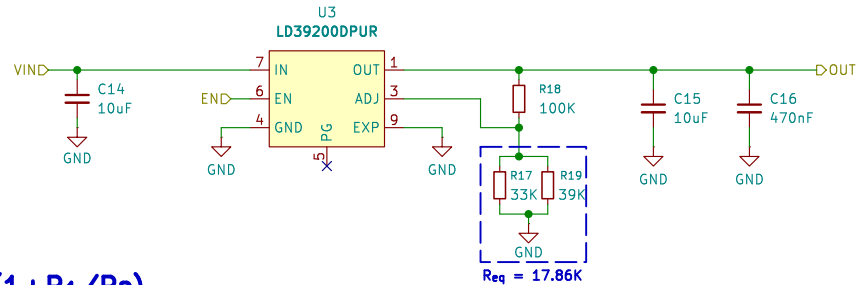 U3
LD39200DPUR
VIN
C14
10uF
GND
7
IN
6
EN
EN
4
GND
GND
PG
5
OUT
1
ADJ
3
EXP
9
GND
R18
100K
R17
33K
R19
39K
GND
Req = 17.86K
C15
10uF
GND
C16
470nF
GND
OUT